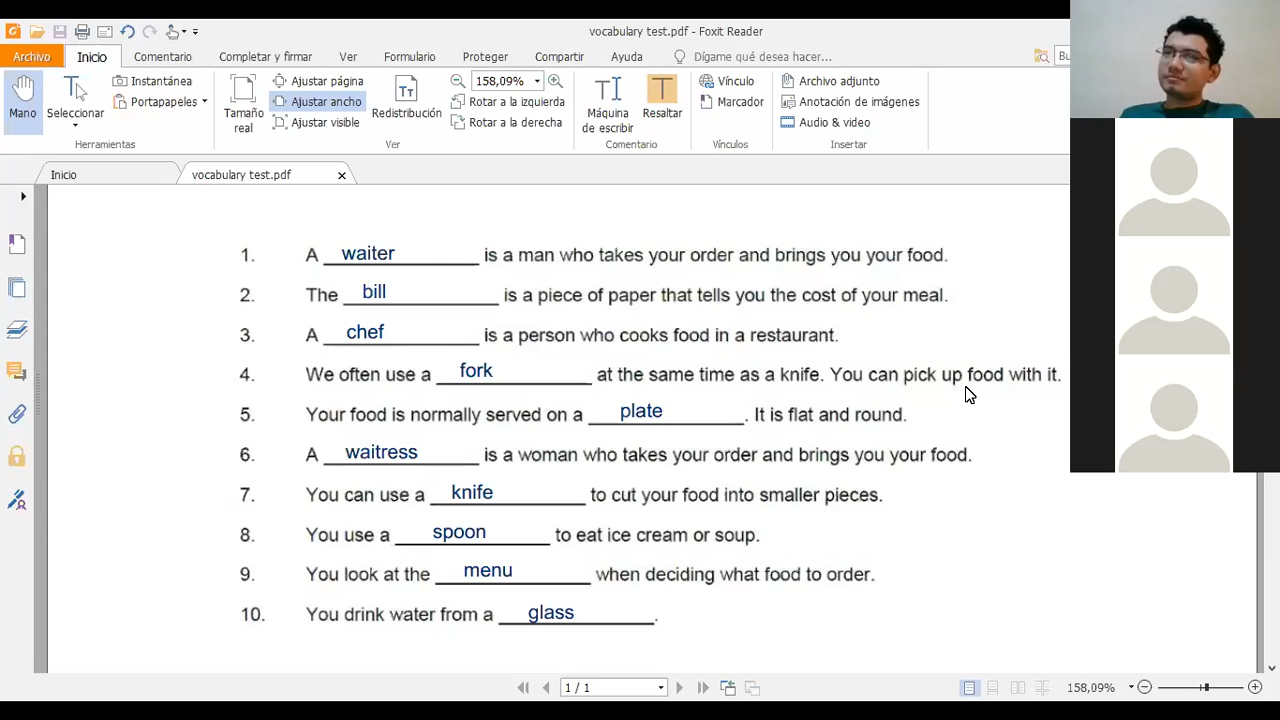 vocabulary test.pdf - Foxit Reader
Archivo Inicio Comentario Completar y firmar Ver Formulario Proteger Compartir Ayuda Dígame qué desea hacer...
Mano
Seleccionar
Instantánea
Portapapeles
Herramientas
Tamaño real
Ajustar página
Ajustar ancho
Ajustar visible
Redistribución
158,09%
Rotar a la izquierda
Rotar a la derecha
Ver
Máquina de escribir
Resaltar
Comentario
Vínculo
Marcador
Vínculos
Archivo adjunto
Anotación de imágenes
Audio & video
Insertar
Inicio vocabulary test.pdf
1. A waiter is a man who takes your order and brings you your food.
2. The bill is a piece of paper that tells you the cost of your meal.
3. A chef is a person who cooks food in a restaurant.
4. We often use a fork at the same time as a knife. You can pick up food with it.
5. Your food is normally served on a plate. It is flat and round.
6. A waitress is a woman who takes your order and brings you your food.
7. You can use a knife to cut your food into smaller pieces.
8. You use a spoon to eat ice cream or soup.
9. You look at the menu when deciding what food to order.
10. You drink water from a glass.
1 / 1 158,09%